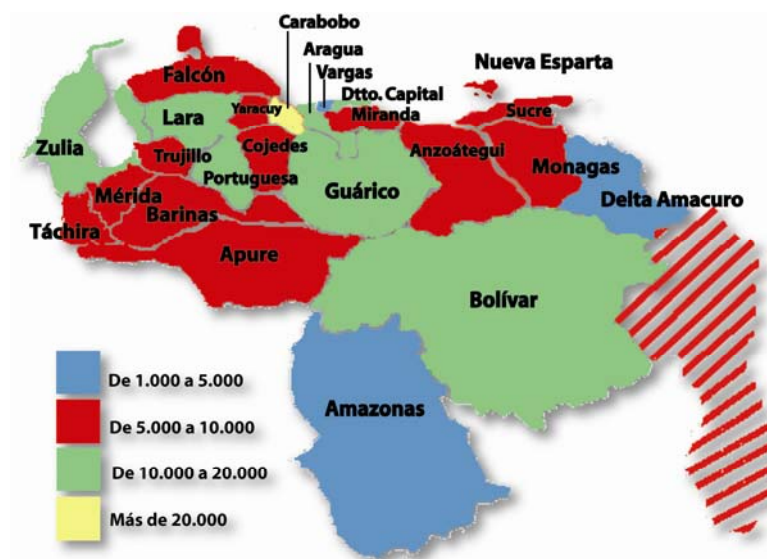 Carabobo
Aragua
Vargas
Nueva Esparta
Dtto. Capital
Falcón
Miranda
Sucre
Yaracuy
Lara
Zulia
Cojedes
Anzoátegui
Trujillo
Monagas
Portuguesa
Guárico
Mérida
Delta Amacuro
Barinas
Táchira
Apure
Bolívar
De 1.000 a 5.000
Amazonas
De 5.000 a 10.000
De 10.000 a 20.000
Más de 20.000